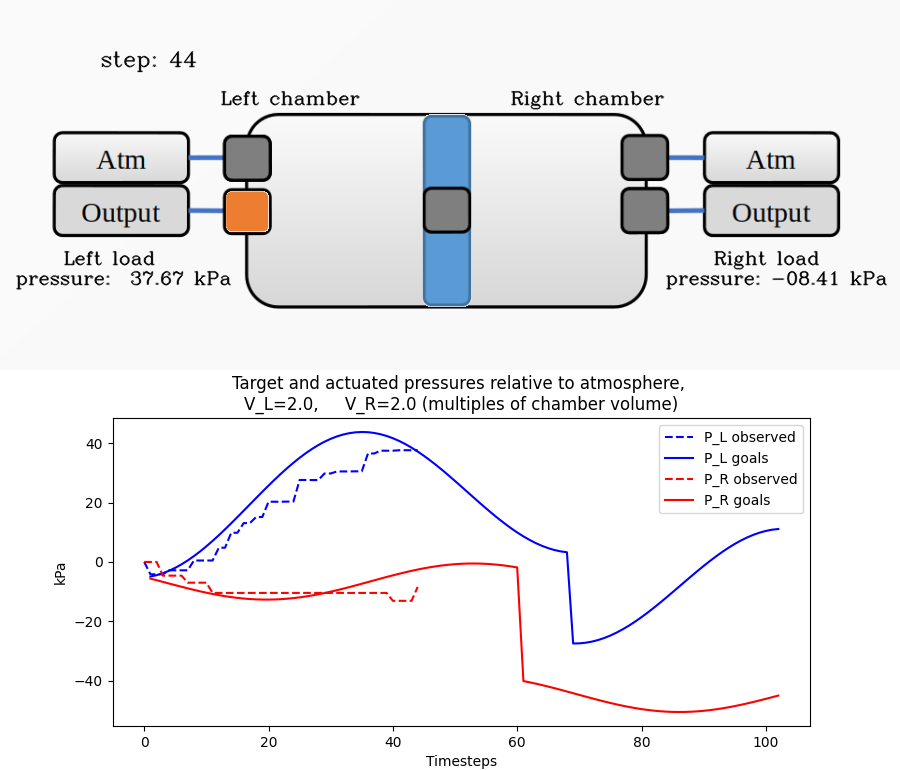 step: 44
Left chamber
Right chamber
Atm
Atm
Output
Output
Left load
pressure: 37.67 kPa
Right load
pressure: −08.41 kPa
Target and actuated pressures relative to atmosphere,
V_L=2.0, V_R=2.0 (multiples of chamber volume)
P_L observed
P_L goals
P_R observed
P_R goals
kPa
40
20
0
−20
−40
0 20 40 60 80 100
Timesteps